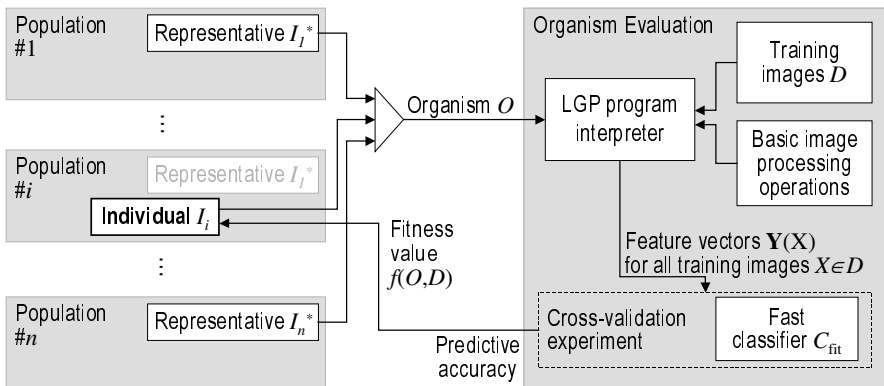 Population
#1
Representative I₁*
...
Population
#i
Representative I₁*
Individual Iᵢ
...
Population
#n
Representative Iₙ*
Organism O
Fitness
value
f(O,D)
Predictive
accuracy
Organism Evaluation
LGP program
interpreter
Training
images D
Basic image
processing
operations
Feature vectors Y(X)
for all training images X∈D
Cross-validation
experiment
Fast
classifier C_fit